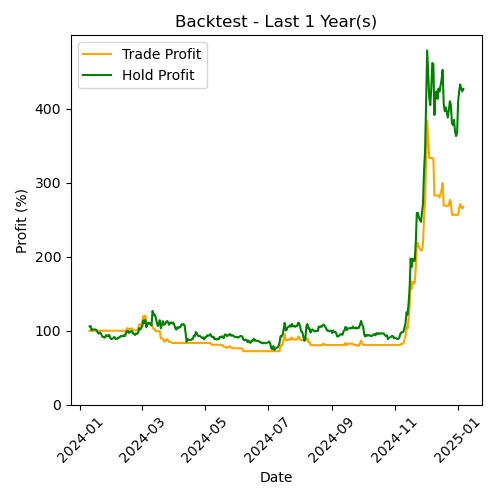 Backtest - Last 1 Year(s)
Trade Profit
Hold Profit
Profit (%)
400
300
200
100
0
2024-01
2024-03
2024-05
2024-07
2024-09
2024-11
2025-01
Date